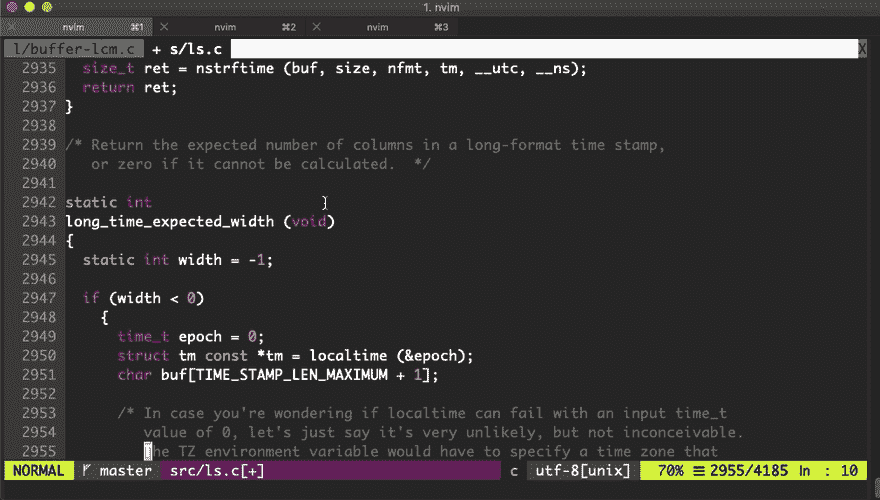 1. nvim
nvim ⌘1 nvim ⌘2 nvim ⌘3
l/buffer-lcm.c + s/ls.c X
2935 size_t ret = nstrftime (buf, size, nfmt, tm, __utc, __ns);
2936 return ret;
2937 }
2938
2939 /* Return the expected number of columns in a long-format time stamp,
2940 or zero if it cannot be calculated. */
2941
2942 static int
2943 long_time_expected_width (void)
2944 {
2945 static int width = -1;
2946
2947 if (width < 0)
2948 {
2949 time_t epoch = 0;
2950 struct tm const *tm = localtime (&epoch);
2951 char buf[TIME_STAMP_LEN_MAXIMUM + 1];
2952
2953 /* In case you're wondering if localtime can fail with an input time_t
2954 value of 0, let's just say it's very unlikely, but not inconceivable.
2955 The TZ environment variable would have to specify a time zone that
NORMAL master src/ls.c[+] c utf-8[unix] 70% ☰ 2955/4185 ln : 10